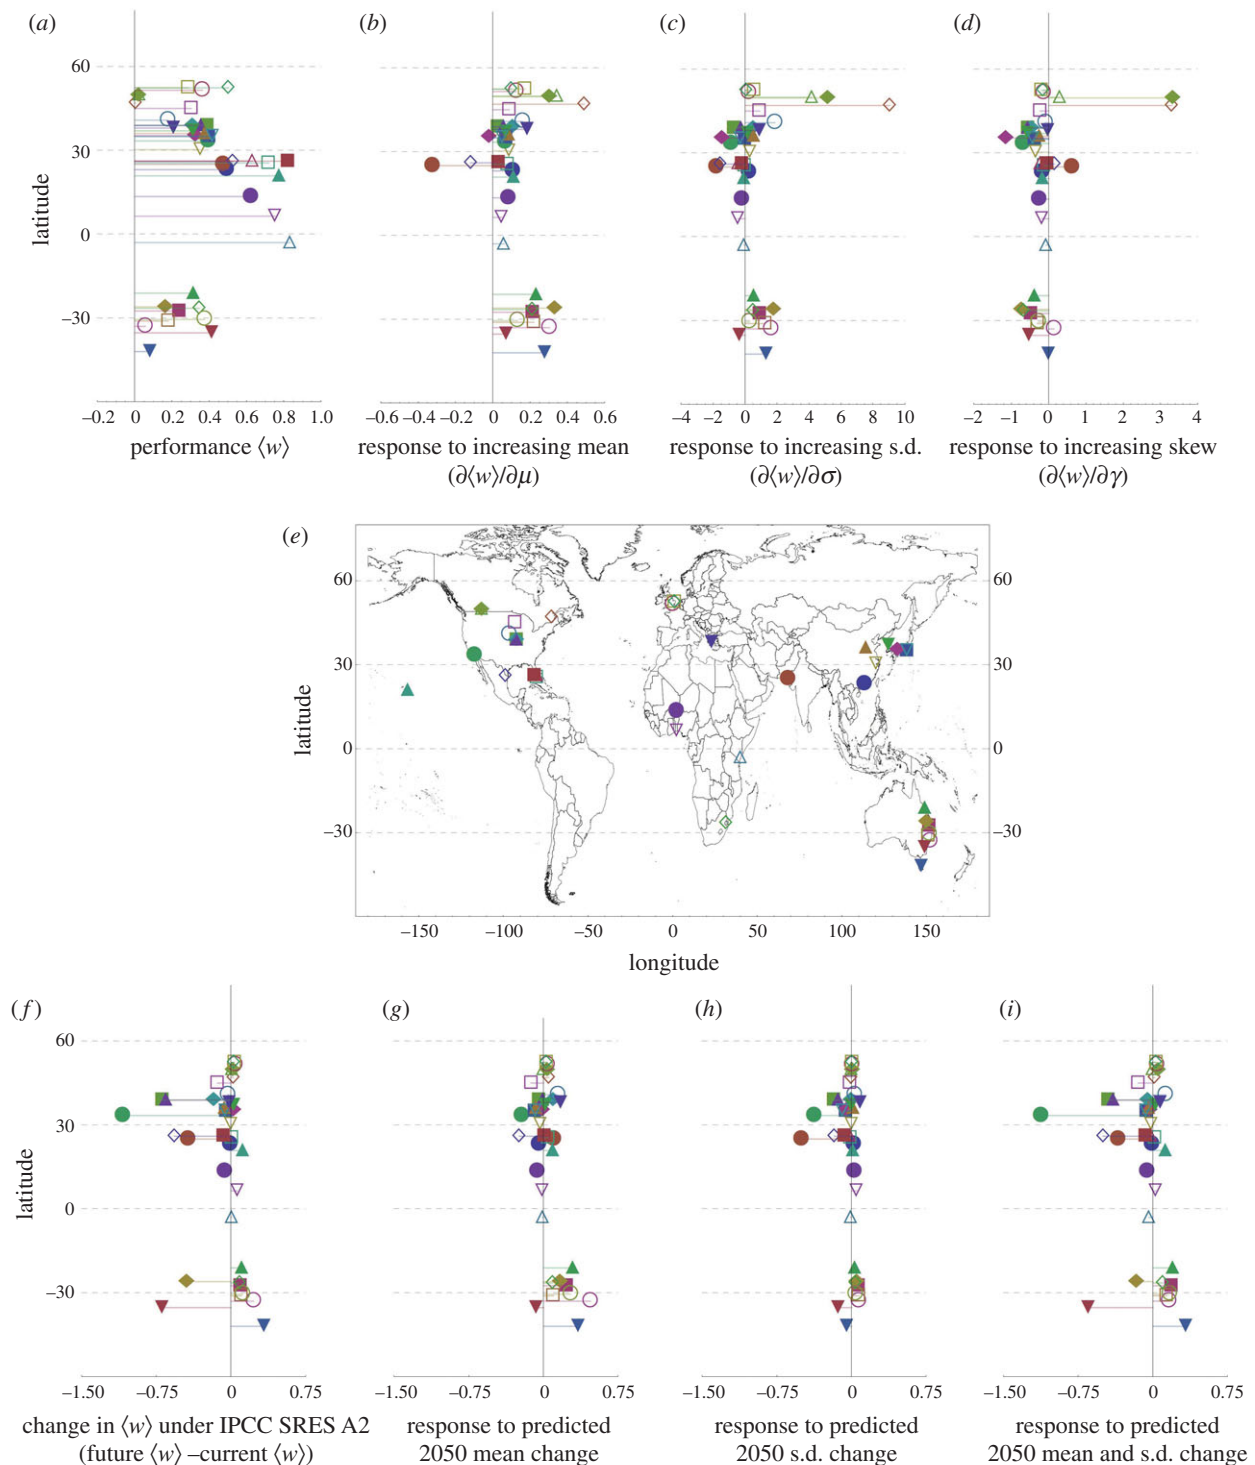 (a) (b) (c) (d)
latitude
60
30
0
−30
−0.2 0 0.2 0.4 0.6 0.8 1.0
−0.6 −0.4 −0.2 0 0.2 0.4 0.6
−4 −2 0 2 4 6 8 10
−2 −1 0 1 2 3 4
performance ⟨w⟩
response to increasing mean
(∂⟨w⟩/∂μ)
response to increasing s.d.
(∂⟨w⟩/∂σ)
response to increasing skew
(∂⟨w⟩/∂γ)
(e)
latitude
60 60
30 30
0 0
−30 −30
−150 −100 −50 0 50 100 150
longitude
(f) (g) (h) (i)
latitude
60
30
0
−30
−1.50 −0.75 0 0.75
−1.50 −0.75 0 0.75
−1.50 −0.75 0 0.75
−1.50 −0.75 0 0.75
change in ⟨w⟩ under IPCC SRES A2
(future ⟨w⟩ –current ⟨w⟩)
response to predicted
2050 mean change
response to predicted
2050 s.d. change
response to predicted
2050 mean and s.d. change